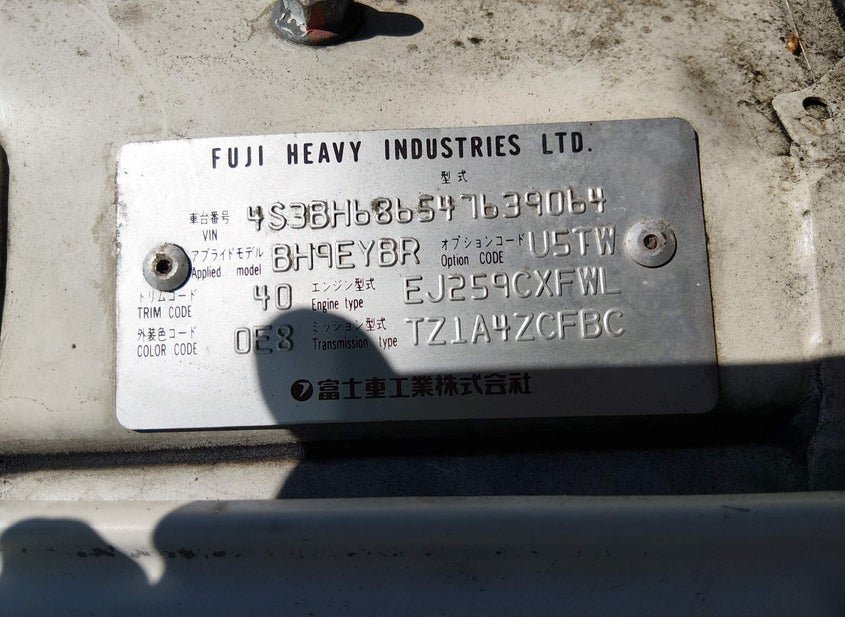 FUJI HEAVY INDUSTRIES LTD.
型式
車台番号 VIN 4S3BH686547639064
アプライドモデル Applied model BH9EYBR オプションコード Option CODE U5TW
トリムコード TRIM CODE 40 エンジン型式 Engine type EJ259CXFWL
外装色コード COLOR CODE 0E8 ミッション型式 Transmission type TZ1A4ZCFBC
富士重工業株式会社